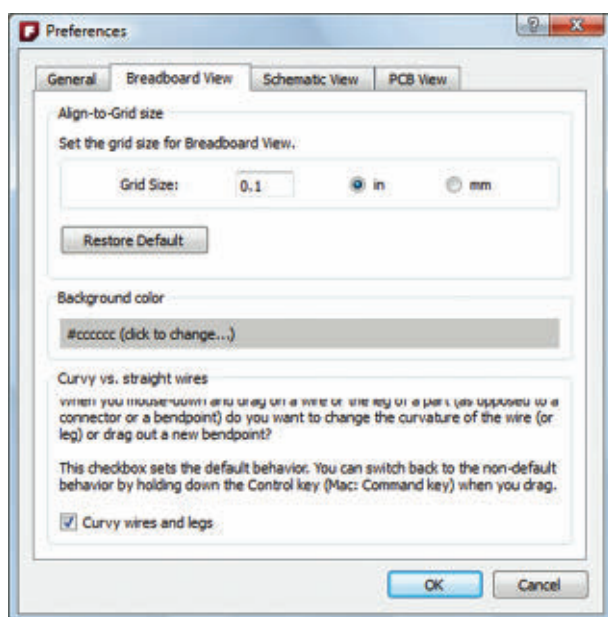 Preferences
General Breadboard View Schematic View PCB View
Align-to-Grid size
Set the grid size for Breadboard View.
Grid Size: 0.1 in mm
Restore Default
Background color
#cccccc (click to change...)
Curvy vs. straight wires
When you mouse-down and drag on a wire or the leg of a part (as opposed to a
connector or a bendpoint) do you want to change the curvature of the wire (or
leg) or drag out a new bendpoint?
This checkbox sets the default behavior. You can switch back to the non-default
behavior by holding down the Control key (Mac: Command key) when you drag.
Curvy wires and legs
OK Cancel